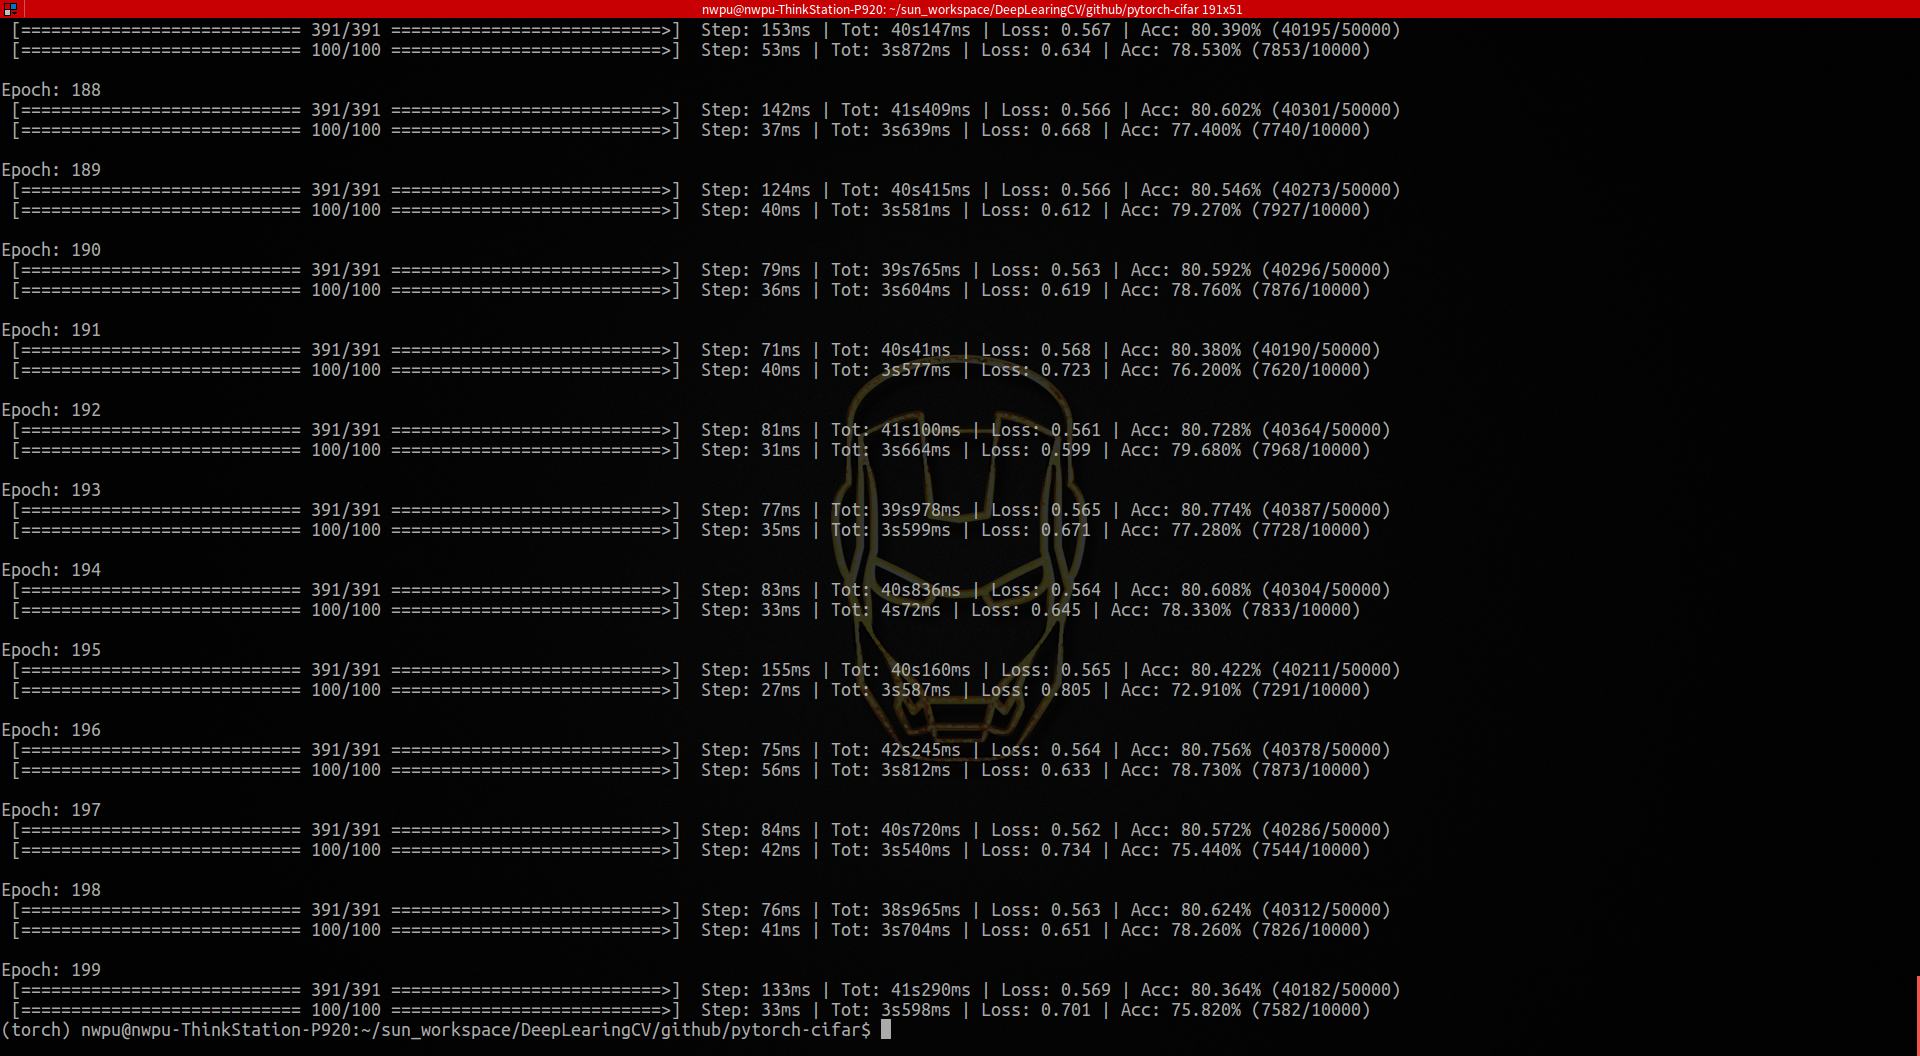 nwpu@nwpu-ThinkStation-P920: ~/sun_workspace/DeepLearingCV/github/pytorch-cifar 191x51
[============================ 391/391 ===========================>]  Step: 153ms | Tot: 40s147ms | Loss: 0.567 | Acc: 80.390% (40195/50000)
[============================ 100/100 ===========================>]  Step: 53ms | Tot: 3s872ms | Loss: 0.634 | Acc: 78.530% (7853/10000)
Epoch: 188
[============================ 391/391 ===========================>]  Step: 142ms | Tot: 41s409ms | Loss: 0.566 | Acc: 80.602% (40301/50000)
[============================ 100/100 ===========================>]  Step: 37ms | Tot: 3s639ms | Loss: 0.668 | Acc: 77.400% (7740/10000)
Epoch: 189
[============================ 391/391 ===========================>]  Step: 124ms | Tot: 40s415ms | Loss: 0.566 | Acc: 80.546% (40273/50000)
[============================ 100/100 ===========================>]  Step: 40ms | Tot: 3s581ms | Loss: 0.612 | Acc: 79.270% (7927/10000)
Epoch: 190
[============================ 391/391 ===========================>]  Step: 79ms | Tot: 39s765ms | Loss: 0.563 | Acc: 80.592% (40296/50000)
[============================ 100/100 ===========================>]  Step: 36ms | Tot: 3s604ms | Loss: 0.619 | Acc: 78.760% (7876/10000)
Epoch: 191
[============================ 391/391 ===========================>]  Step: 71ms | Tot: 40s41ms | Loss: 0.568 | Acc: 80.380% (40190/50000)
[============================ 100/100 ===========================>]  Step: 40ms | Tot: 3s577ms | Loss: 0.723 | Acc: 76.200% (7620/10000)
Epoch: 192
[============================ 391/391 ===========================>]  Step: 81ms | Tot: 41s100ms | Loss: 0.561 | Acc: 80.728% (40364/50000)
[============================ 100/100 ===========================>]  Step: 31ms | Tot: 3s664ms | Loss: 0.599 | Acc: 79.680% (7968/10000)
Epoch: 193
[============================ 391/391 ===========================>]  Step: 77ms | Tot: 39s978ms | Loss: 0.565 | Acc: 80.774% (40387/50000)
[============================ 100/100 ===========================>]  Step: 35ms | Tot: 3s599ms | Loss: 0.671 | Acc: 77.280% (7728/10000)
Epoch: 194
[============================ 391/391 ===========================>]  Step: 83ms | Tot: 40s836ms | Loss: 0.564 | Acc: 80.608% (40304/50000)
[============================ 100/100 ===========================>]  Step: 33ms | Tot: 4s72ms | Loss: 0.645 | Acc: 78.330% (7833/10000)
Epoch: 195
[============================ 391/391 ===========================>]  Step: 155ms | Tot: 40s160ms | Loss: 0.565 | Acc: 80.422% (40211/50000)
[============================ 100/100 ===========================>]  Step: 27ms | Tot: 3s587ms | Loss: 0.805 | Acc: 72.910% (7291/10000)
Epoch: 196
[============================ 391/391 ===========================>]  Step: 75ms | Tot: 42s245ms | Loss: 0.564 | Acc: 80.756% (40378/50000)
[============================ 100/100 ===========================>]  Step: 56ms | Tot: 3s812ms | Loss: 0.633 | Acc: 78.730% (7873/10000)
Epoch: 197
[============================ 391/391 ===========================>]  Step: 84ms | Tot: 40s720ms | Loss: 0.562 | Acc: 80.572% (40286/50000)
[============================ 100/100 ===========================>]  Step: 42ms | Tot: 3s540ms | Loss: 0.734 | Acc: 75.440% (7544/10000)
Epoch: 198
[============================ 391/391 ===========================>]  Step: 76ms | Tot: 38s965ms | Loss: 0.563 | Acc: 80.624% (40312/50000)
[============================ 100/100 ===========================>]  Step: 41ms | Tot: 3s704ms | Loss: 0.651 | Acc: 78.260% (7826/10000)
Epoch: 199
[============================ 391/391 ===========================>]  Step: 133ms | Tot: 41s290ms | Loss: 0.569 | Acc: 80.364% (40182/50000)
[============================ 100/100 ===========================>]  Step: 33ms | Tot: 3s598ms | Loss: 0.701 | Acc: 75.820% (7582/10000)
(torch) nwpu@nwpu-ThinkStation-P920:~/sun_workspace/DeepLearingCV/github/pytorch-cifar$